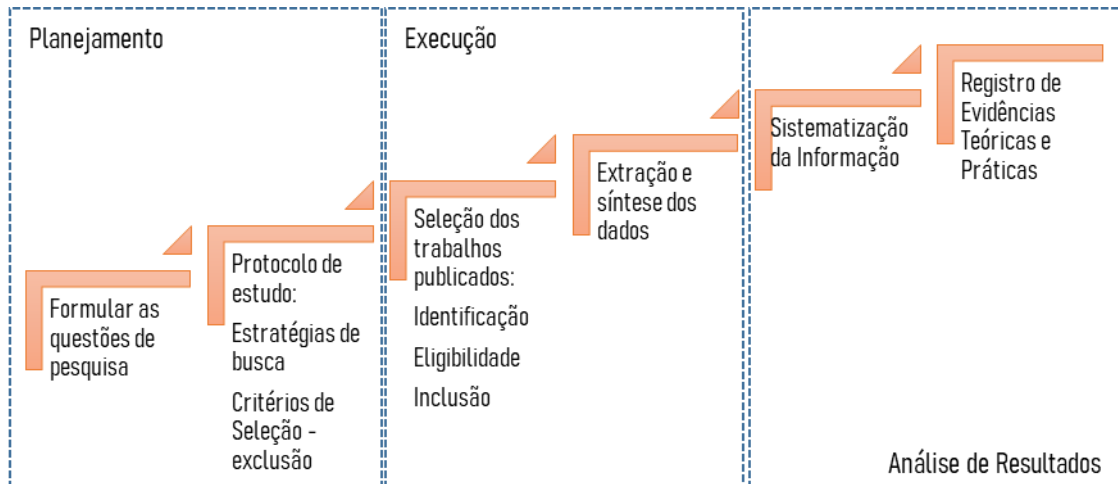 Planejamento
Formular as
questões de
pesquisa
Protocolo de
estudo:
Estratégias de
busca
Critérios de
Seleção -
exclusão
Execução
Seleção dos
trabalhos
publicados:
Identificação
Eligibilidade
Inclusão
Extração e
síntese dos
dados
Sistematização
da Informação
Registro de
Evidências
Teóricas e
Práticas
Análise de Resultados